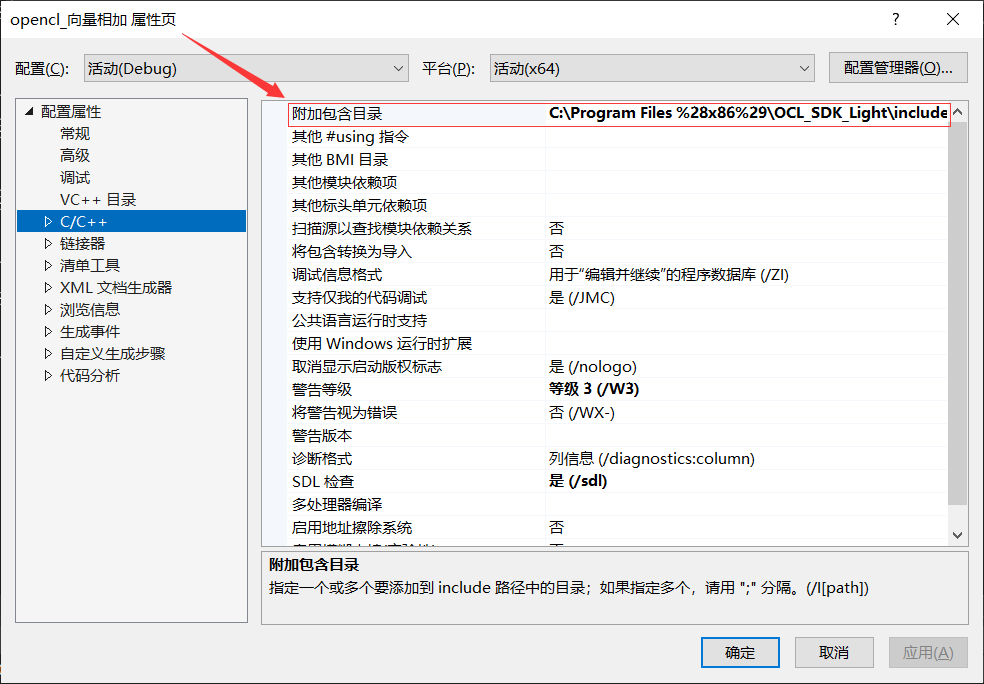 opencl_向量相加 属性页
?
配置(C): 活动(Debug) 平台(P): 活动(x64) 配置管理器(O)...
配置属性
常规
高级
调试
VC++ 目录
C/C++
链接器
清单工具
XML 文档生成器
浏览信息
生成事件
自定义生成步骤
代码分析
附加包含目录 C:\Program Files %28x86%29\OCL_SDK_Light\include
其他 #using 指令
其他 BMI 目录
其他模块依赖项
其他标头单元依赖项
扫描源以查找模块依赖关系 否
将包含转换为导入 否
调试信息格式 用于“编辑并继续”的程序数据库 (/ZI)
支持仅我的代码调试 是 (/JMC)
公共语言运行时支持
使用 Windows 运行时扩展
取消显示启动版权标志 是 (/nologo)
警告等级 等级 3 (/W3)
将警告视为错误 否 (/WX-)
警告版本
诊断格式 列信息 (/diagnostics:column)
SDL 检查 是 (/sdl)
多处理器编译
启用地址擦除系统 否
附加包含目录
指定一个或多个要添加到 include 路径中的目录；如果指定多个，请用 ";" 分隔。(/I[path])
确定 取消 应用(A)